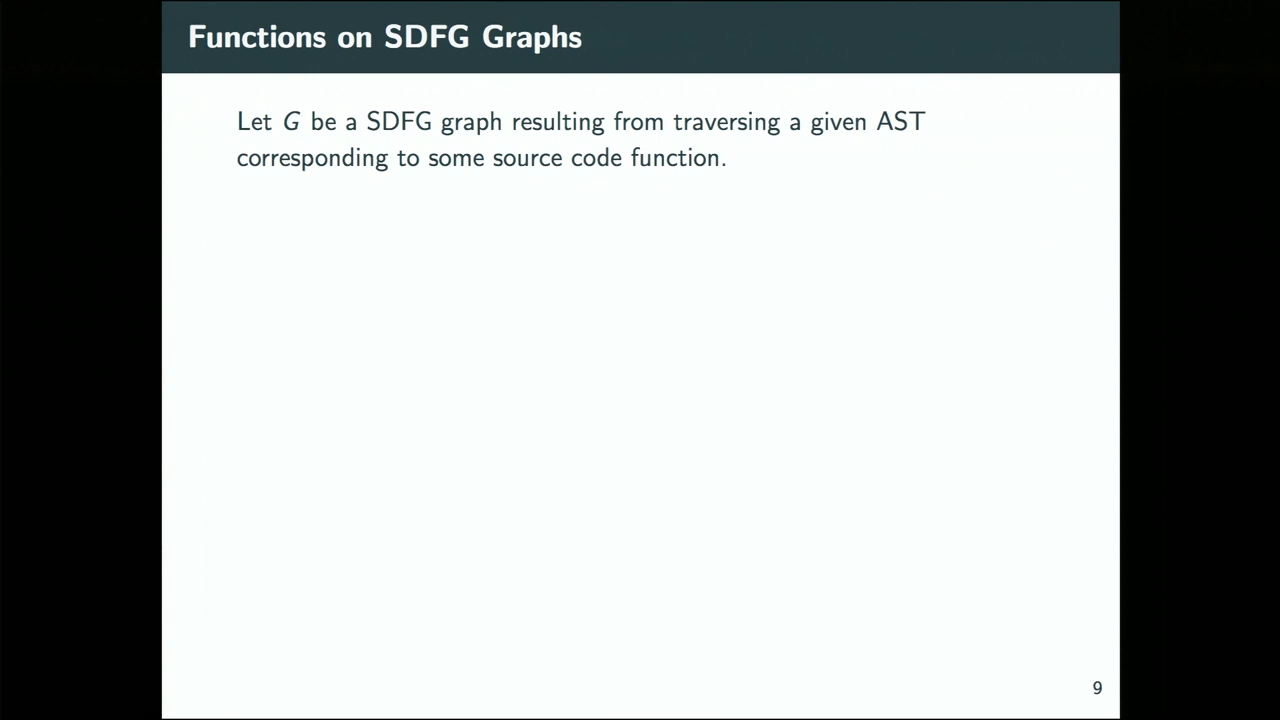 Functions on SDFG Graphs
Let G be a SDFG graph resulting from traversing a given AST
corresponding to some source code function.
9